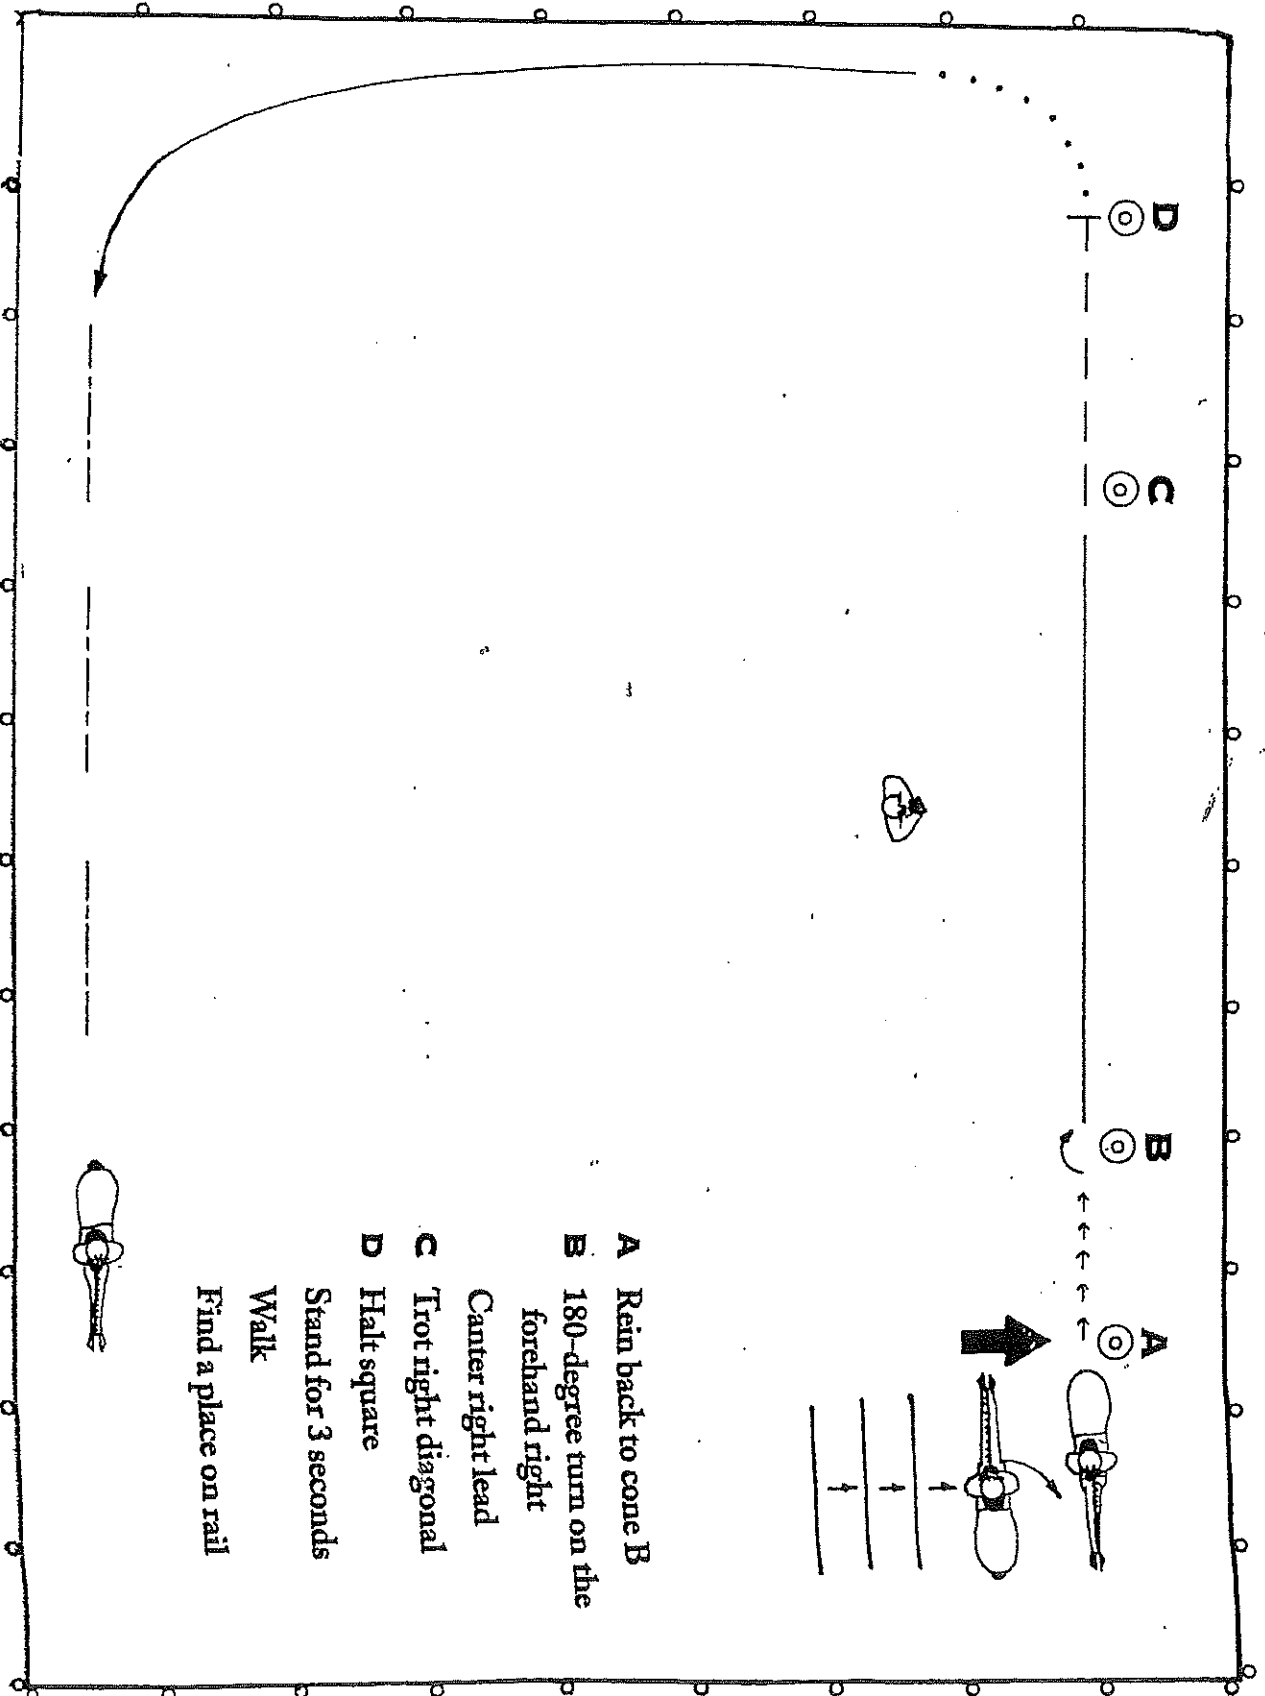 D
C
B
A
A Rein back to cone B
B 180-degree turn on the
forehand right
Canter right lead
C Trot right diagonal
D Halt square
Stand for 3 seconds
Walk
Find a place on rail